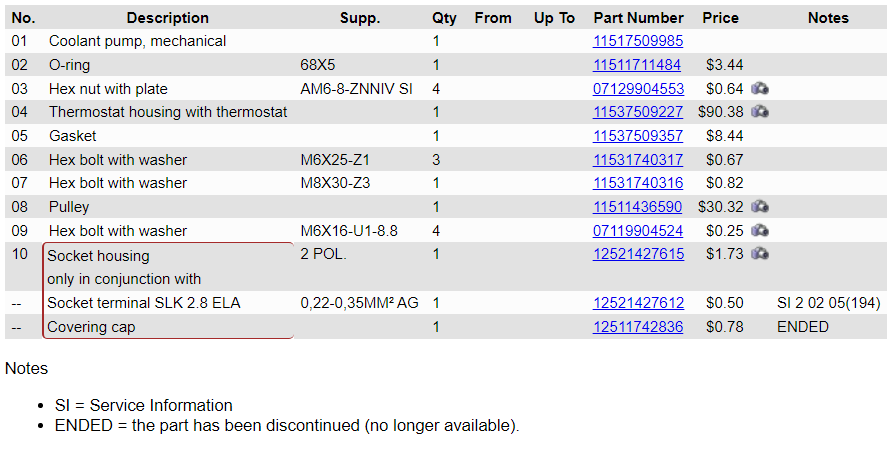 No. Description Supp. Qty From Up To Part Number Price Notes
01 Coolant pump, mechanical 1 11517509985
02 O-ring 68X5 1 11511711484 $3.44
03 Hex nut with plate AM6-8-ZNNIV SI 4 07129904553 $0.64
04 Thermostat housing with thermostat 1 11537509227 $90.38
05 Gasket 1 11537509357 $8.44
06 Hex bolt with washer M6X25-Z1 3 11531740317 $0.67
07 Hex bolt with washer M8X30-Z3 1 11531740316 $0.82
08 Pulley 1 11511436590 $30.32
09 Hex bolt with washer M6X16-U1-8.8 4 07119904524 $0.25
10 Socket housing 2 POL. 1 12521427615 $1.73
only in conjunction with
-- Socket terminal SLK 2.8 ELA 0,22-0,35MM² AG 1 12521427612 $0.50 SI 2 02 05(194)
-- Covering cap 1 12511742836 $0.78 ENDED
Notes
• SI = Service Information
• ENDED = the part has been discontinued (no longer available).